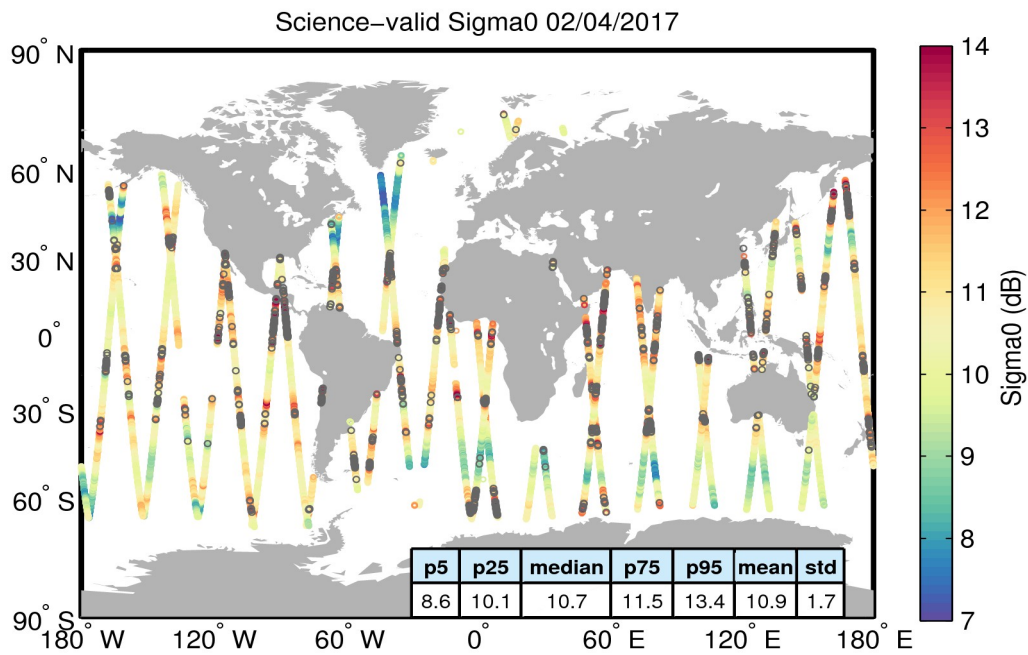 Science−valid Sigma0 02/04/2017
90° N
60° N
30° N
0°
30° S
60° S
90° S
180° W
120° W
60° W
0°
60° E
120° E
180° E
p5 p25 median p75 p95 mean std
8.6 10.1 10.7 11.5 13.4 10.9 1.7
14
13
12
11
10
9
8
7
Sigma0 (dB)